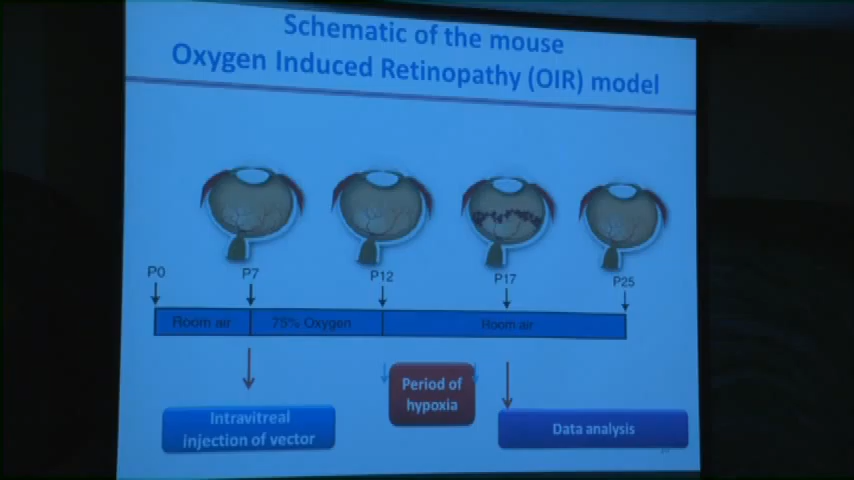 Schematic of the mouse
Oxygen Induced Retinopathy (OIR) model
P0
P7
P12
P17
P25
Room air
75% Oxygen
Room air
Period of
hypoxia
Intravitreal
injection of vector
Data analysis